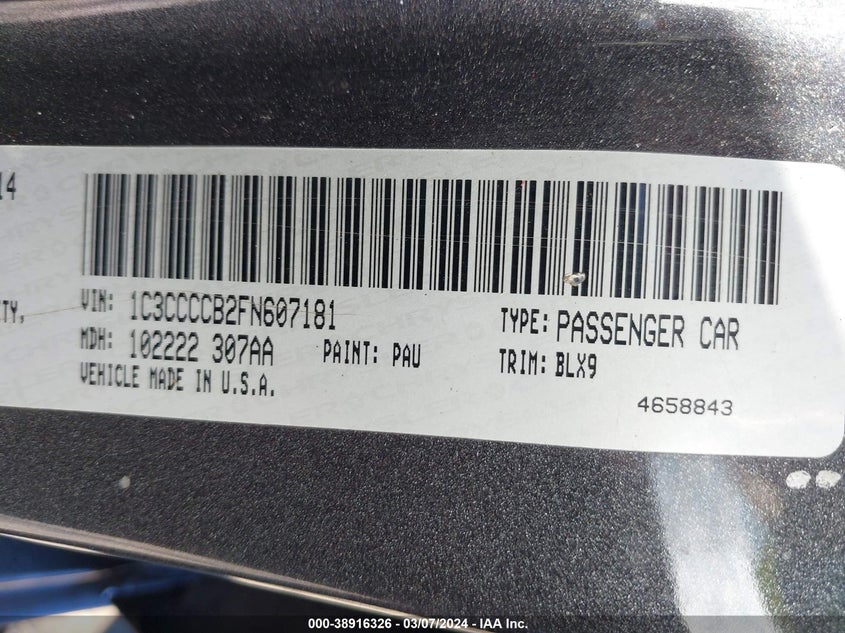 14
TY,
VIN: 1C3CCCCB2FN607181
TYPE: PASSENGER CAR
MDH: 102222 307AA
PAINT: PAU
TRIM: BLX9
VEHICLE MADE IN U.S.A.
4658843
000-38916326 - 03/07/2024 - IAA Inc.